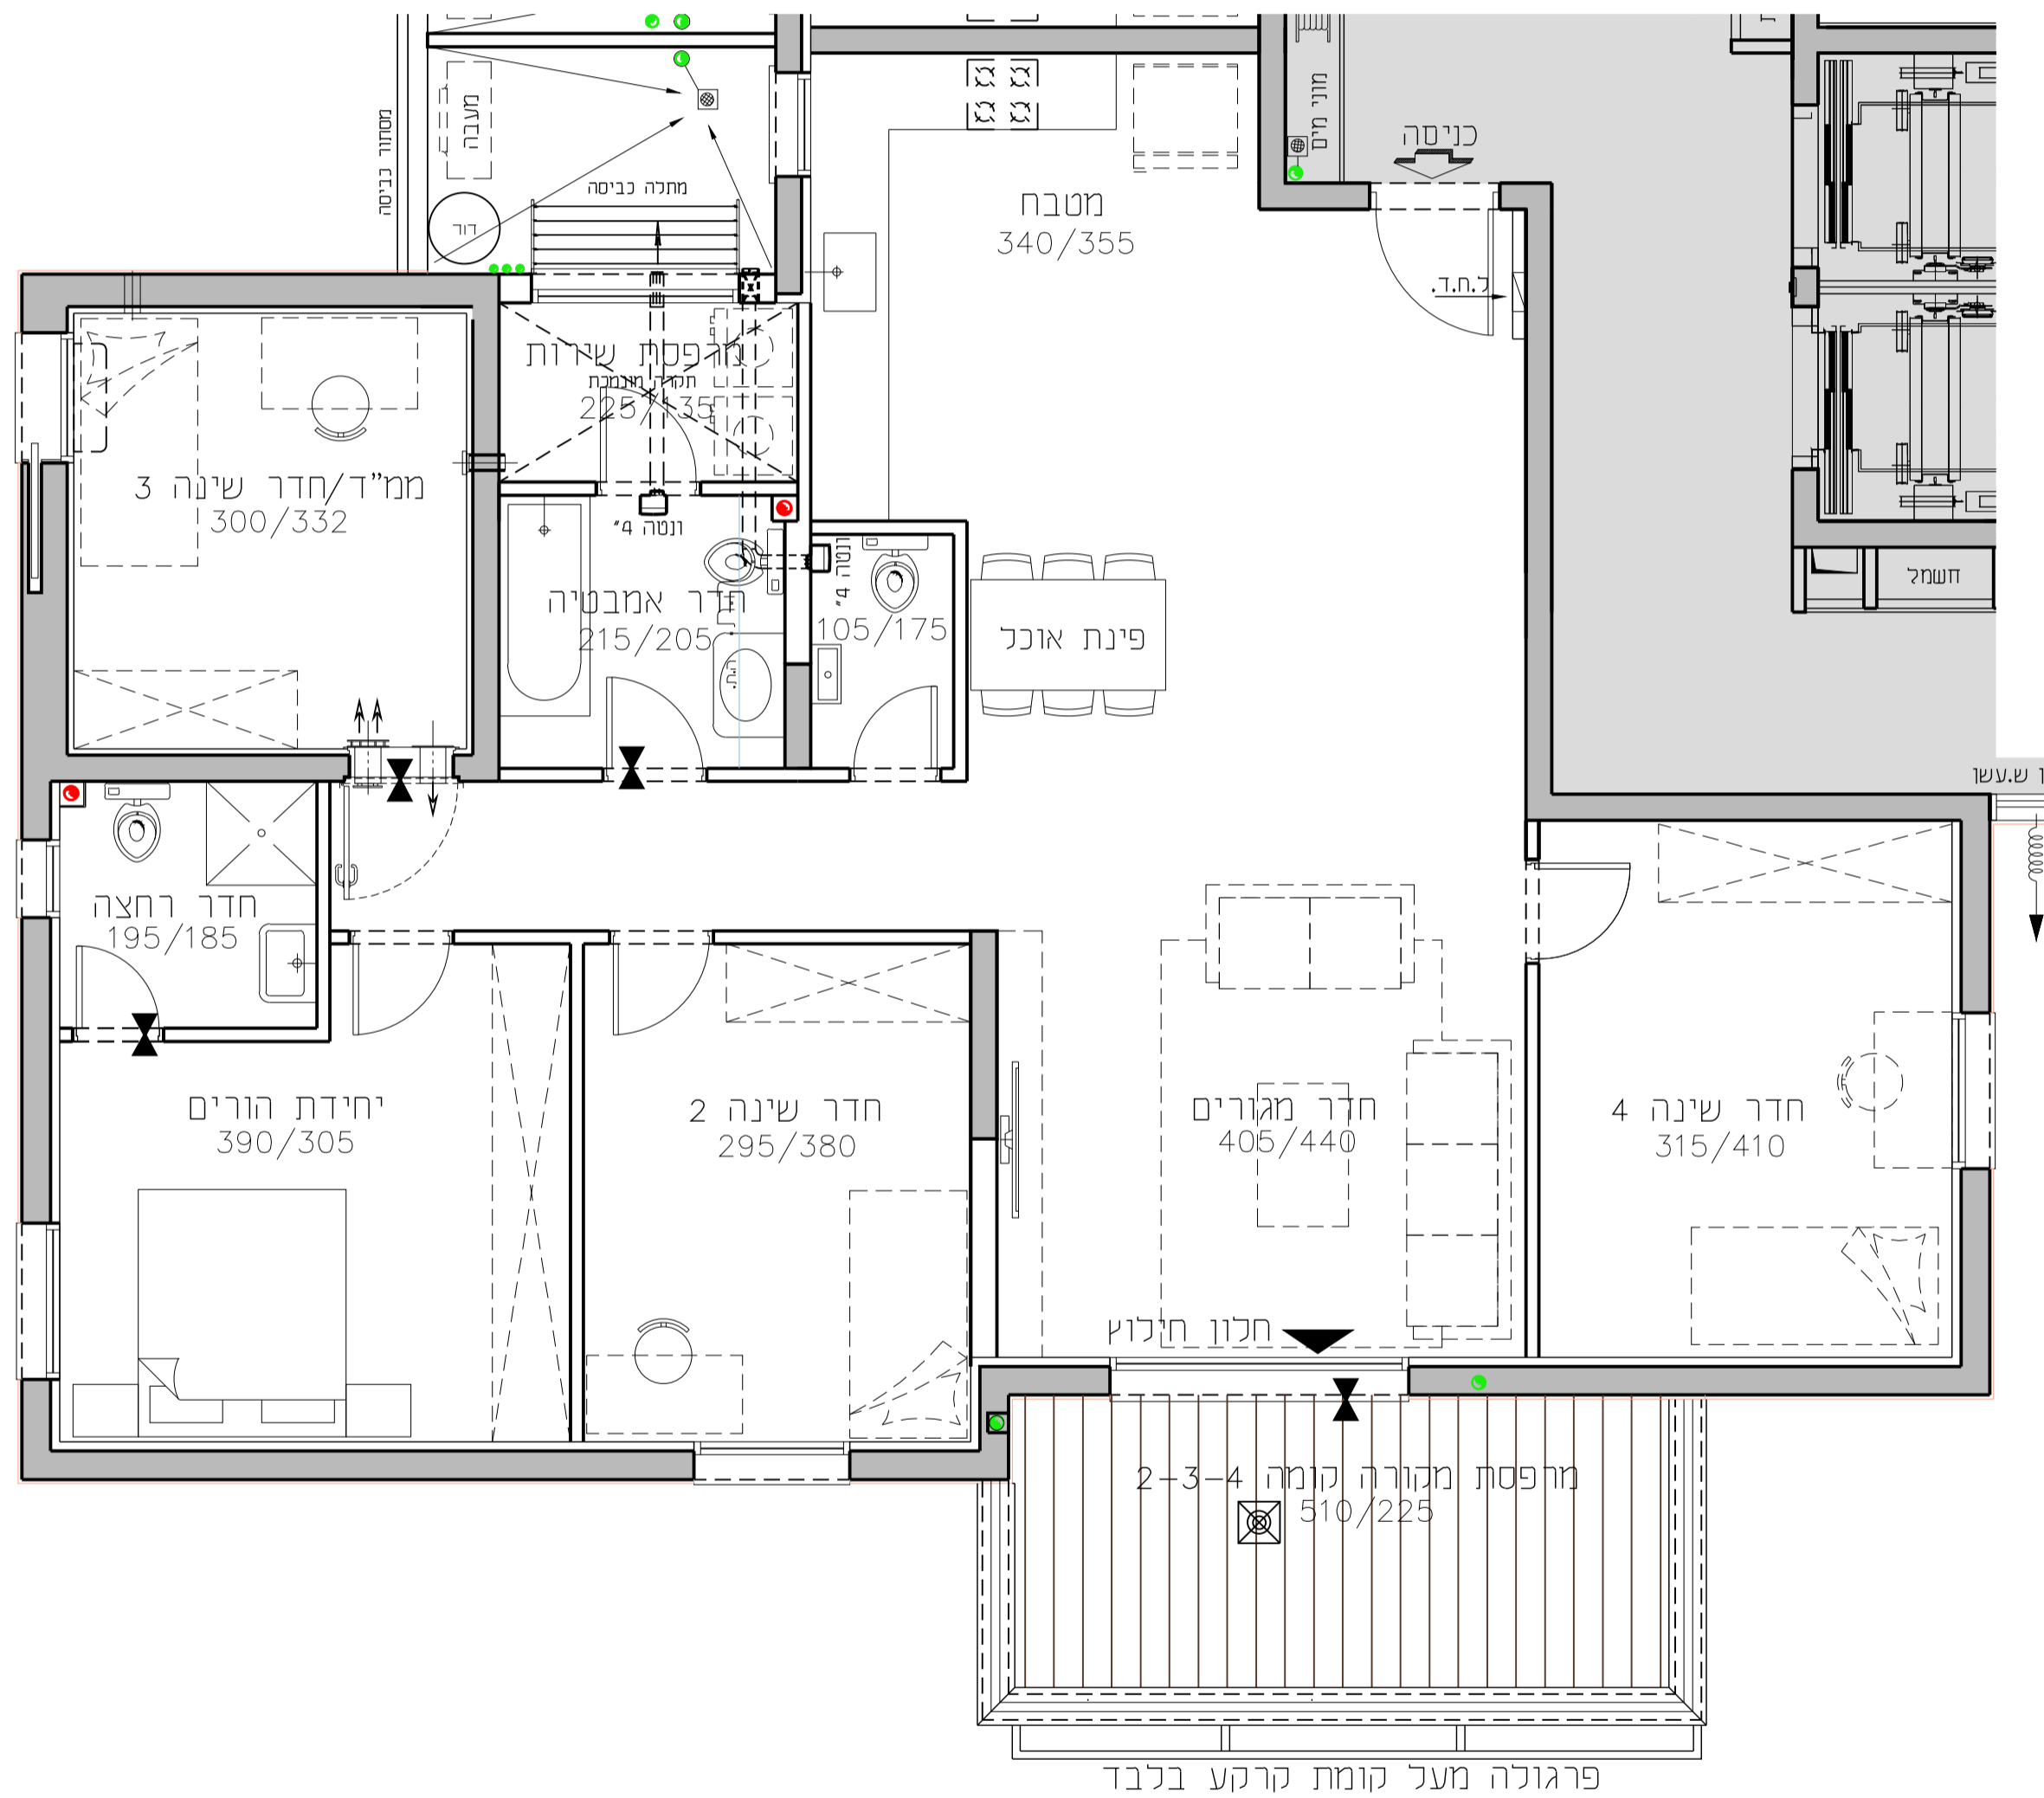 מסתור כביסה
מעבה
דוד
מתלה כביסה
מוני מים
כניסה
מטבח
340/355
ל.ח.ד.
מרפסת שירות
תקרה מונמכת
225/135
ממ"ד/חדר שינה 3
300/332
ונטה 4"
ונטה 4"
חדר אמבטיה
215/205
ה.ת.
105/175
פינת אוכל
חשמל
ש.עשן
חדר רחצה
195/185
יחידת הורים
390/305
חדר שינה 2
295/380
חדר מגורים
405/440
חדר שינה 4
315/410
חלון חילוץ
מרפסת מקורה קומה 2-3-4
510/225
פרגולה מעל קומת קרקע בלבד